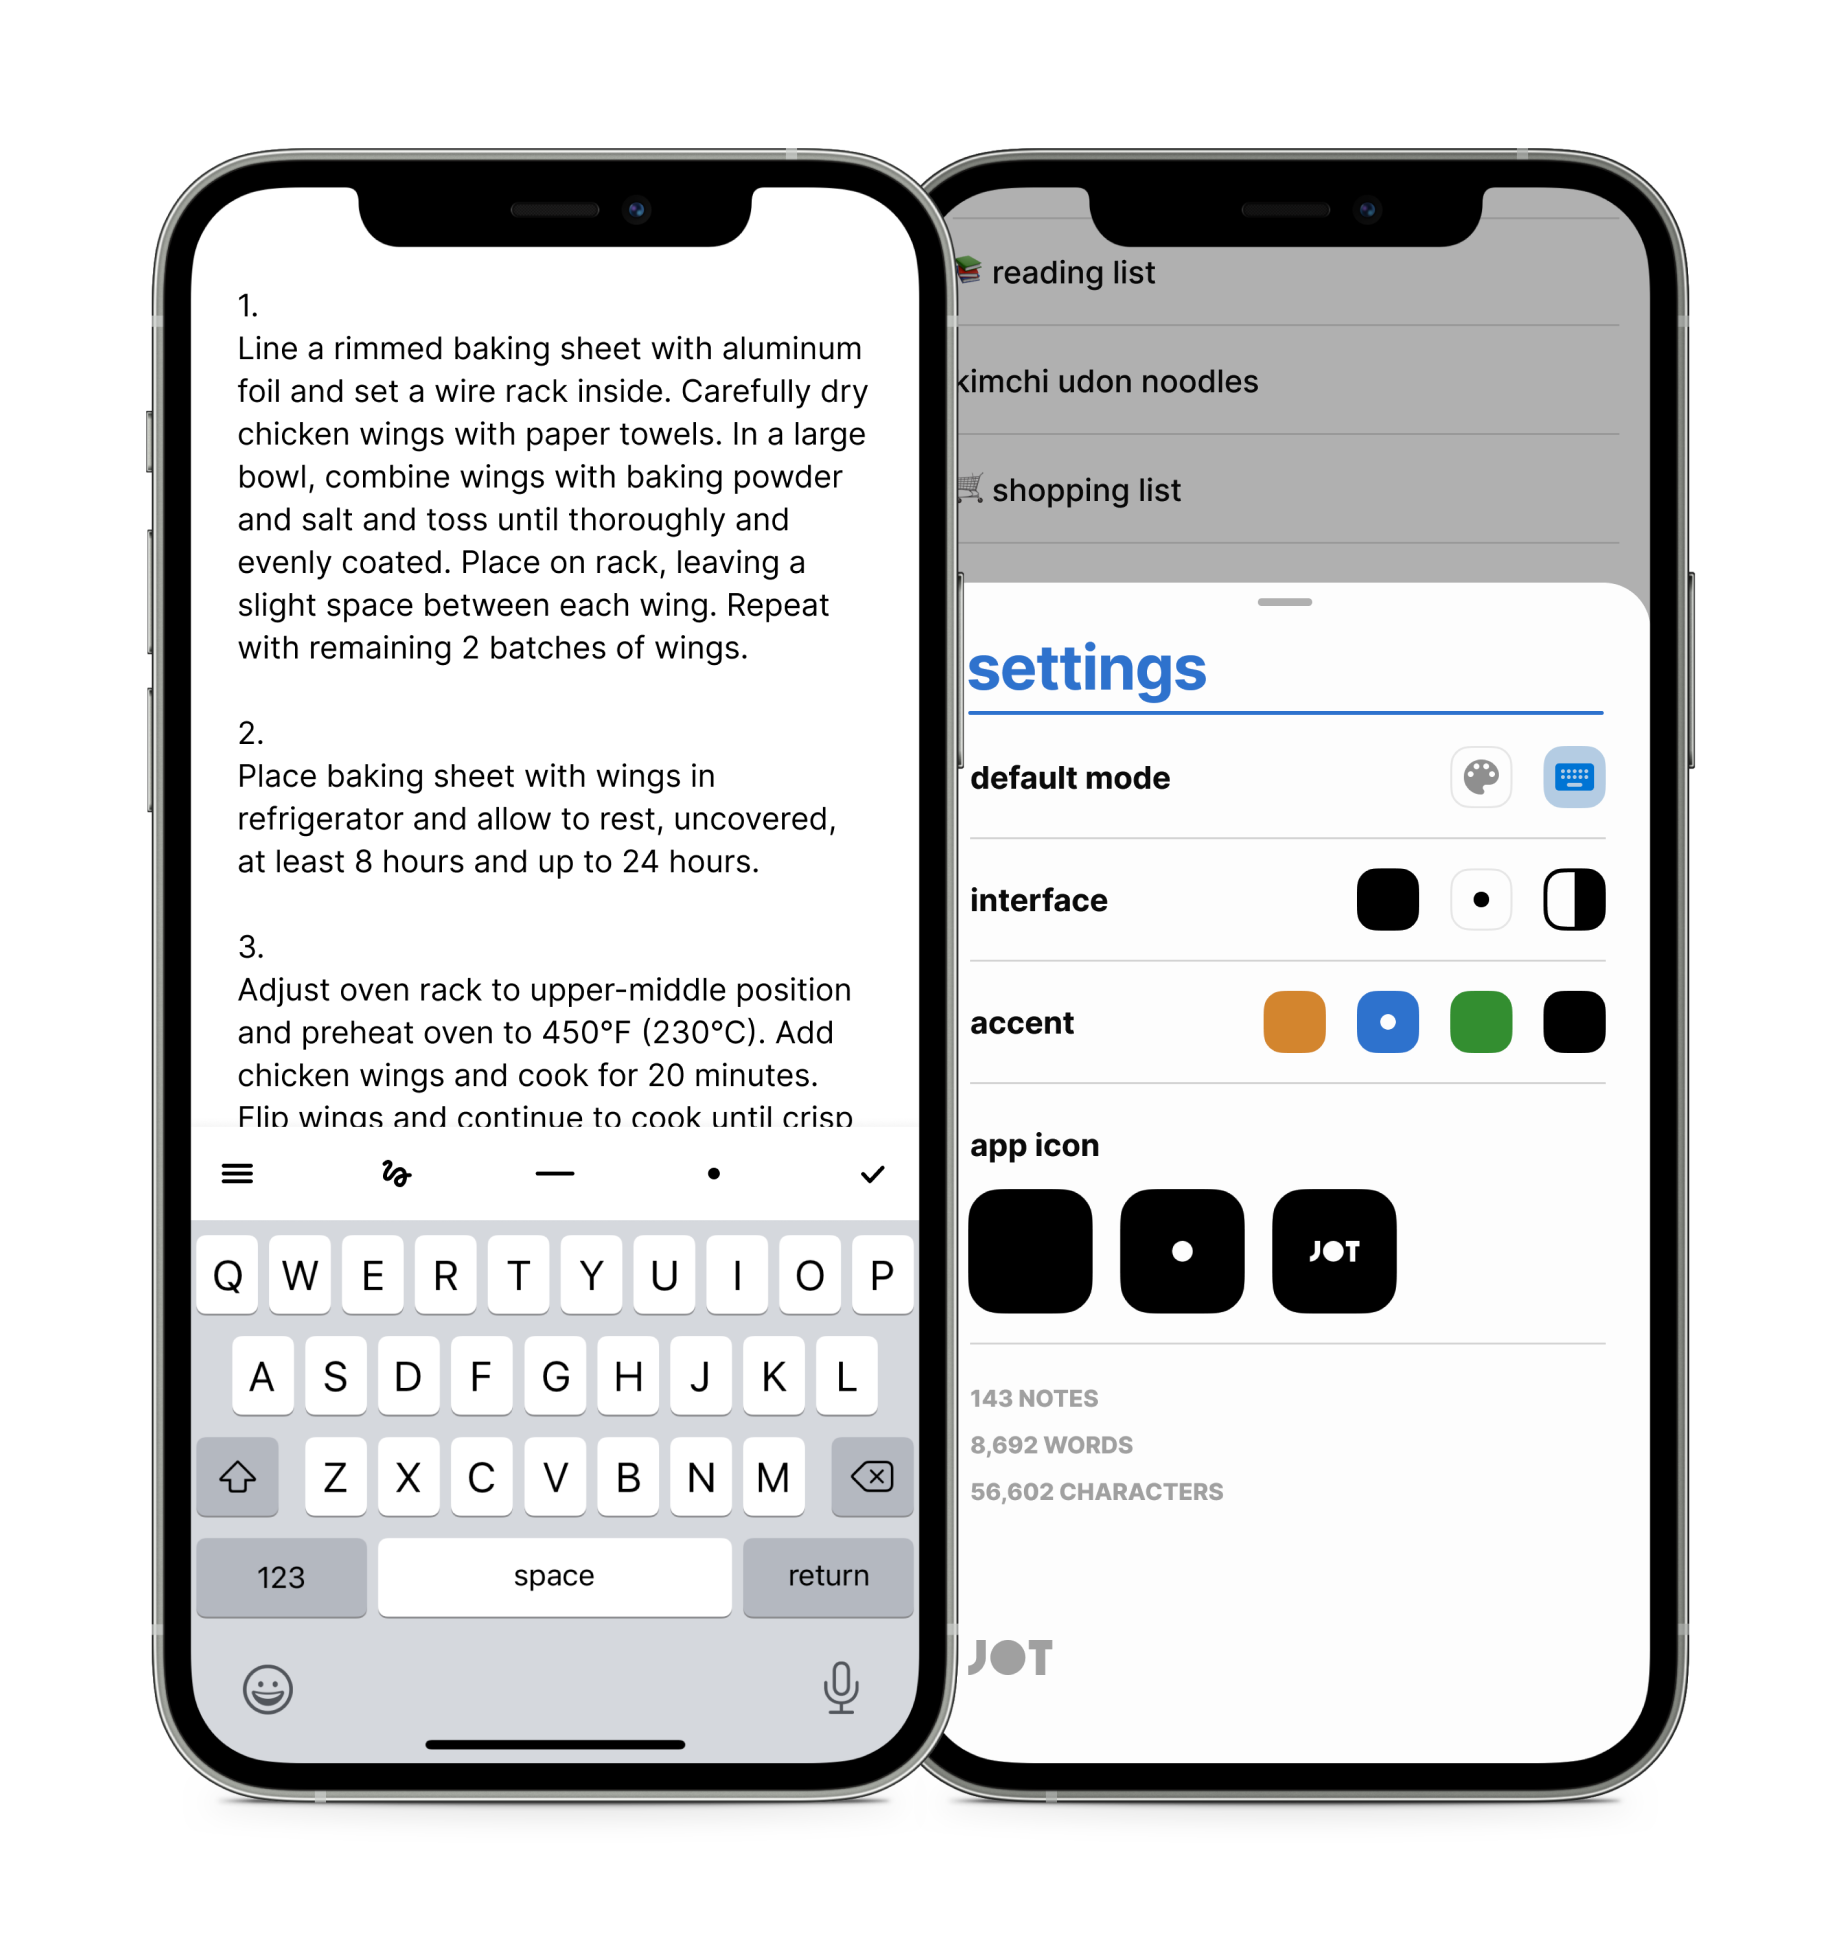 1.
Line a rimmed baking sheet with aluminum
foil and set a wire rack inside. Carefully dry
chicken wings with paper towels. In a large
bowl, combine wings with baking powder
and salt and toss until thoroughly and
evenly coated. Place on rack, leaving a
slight space between each wing. Repeat
with remaining 2 batches of wings.
2.
Place baking sheet with wings in
refrigerator and allow to rest, uncovered,
at least 8 hours and up to 24 hours.
3.
Adjust oven rack to upper-middle position
and preheat oven to 450°F (230°C). Add
chicken wings and cook for 20 minutes.
Flip wings and continue to cook until crisp
Q W E R T Y U I O P
A S D F G H J K L
Z X C V B N M
123 space return
reading list
kimchi udon noodles
shopping list
settings
default mode
interface
accent
app icon
JOT
143 NOTES
8,692 WORDS
56,602 CHARACTERS
JOT